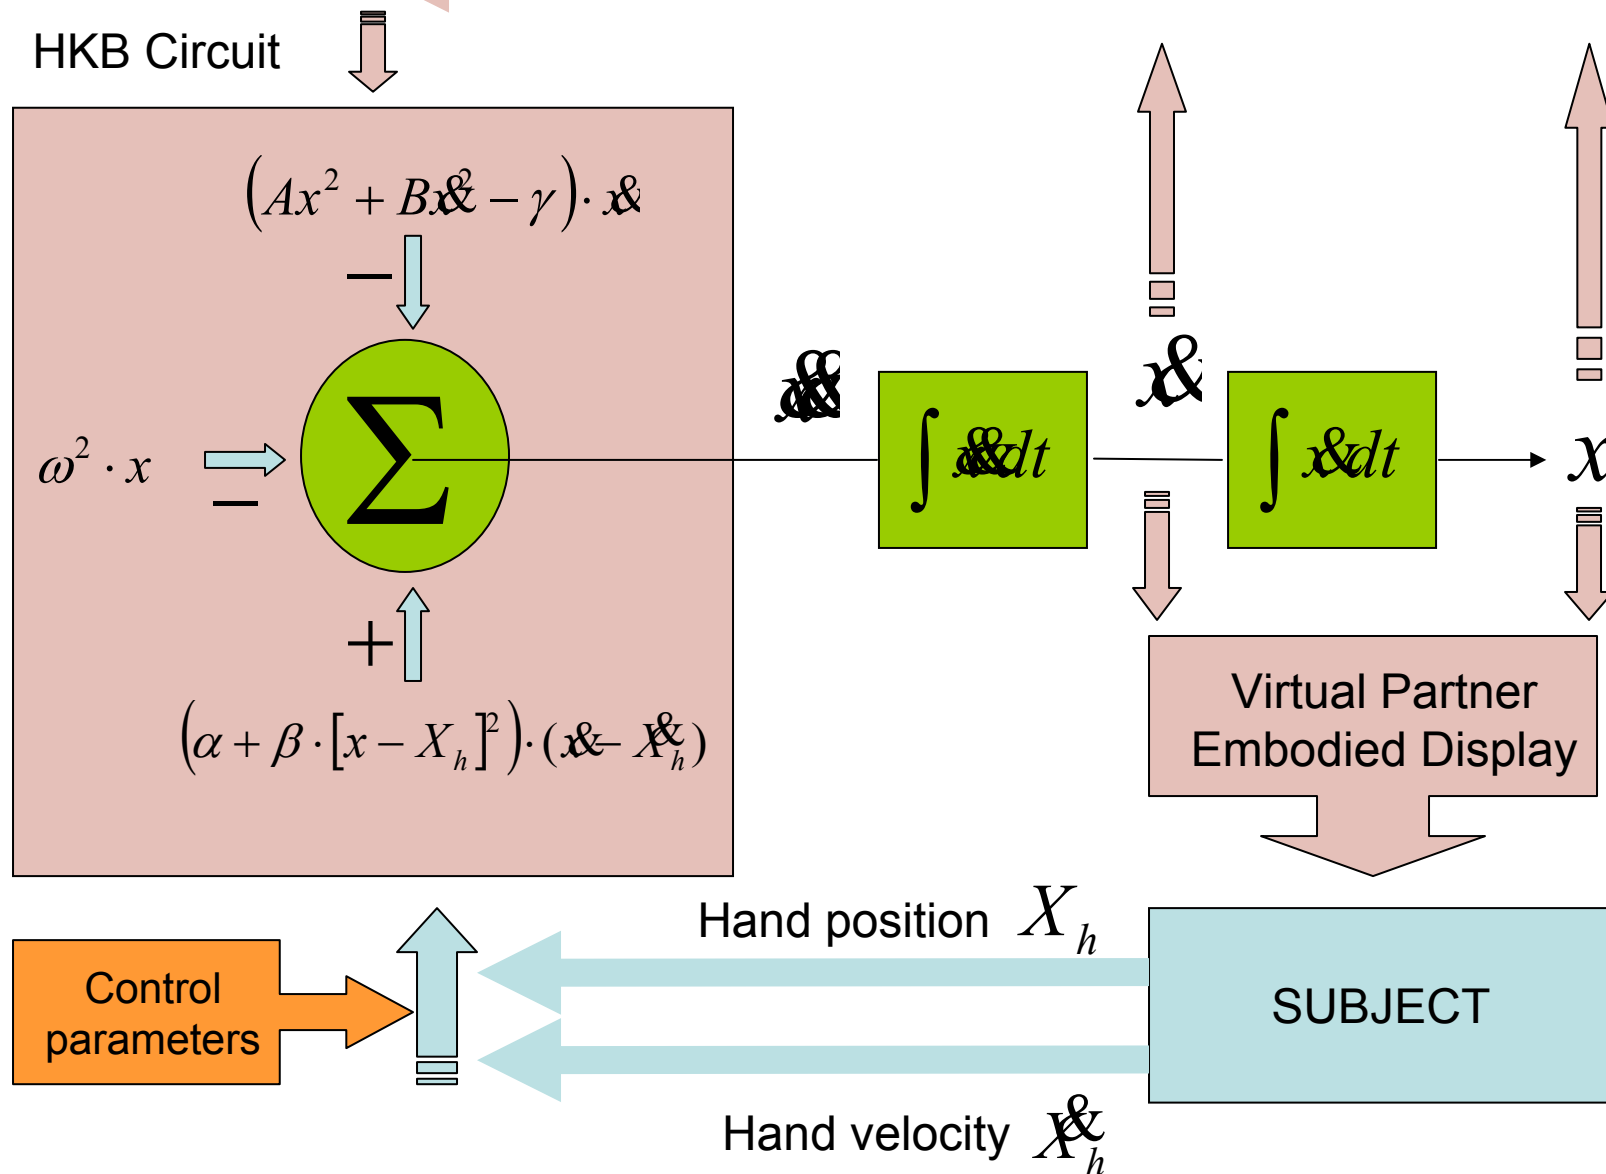 HKB Circuit
(Ax² + Bx&² − γ) · x&
−
ω² · x
−
Σ
+
(α + β · [x − X_h]²) · (x& − X&_h)
x&&
∫ x&& dt
x&
∫ x& dt
x
Virtual Partner
Embodied Display
Hand position X_h
Control
parameters
SUBJECT
Hand velocity X&_h